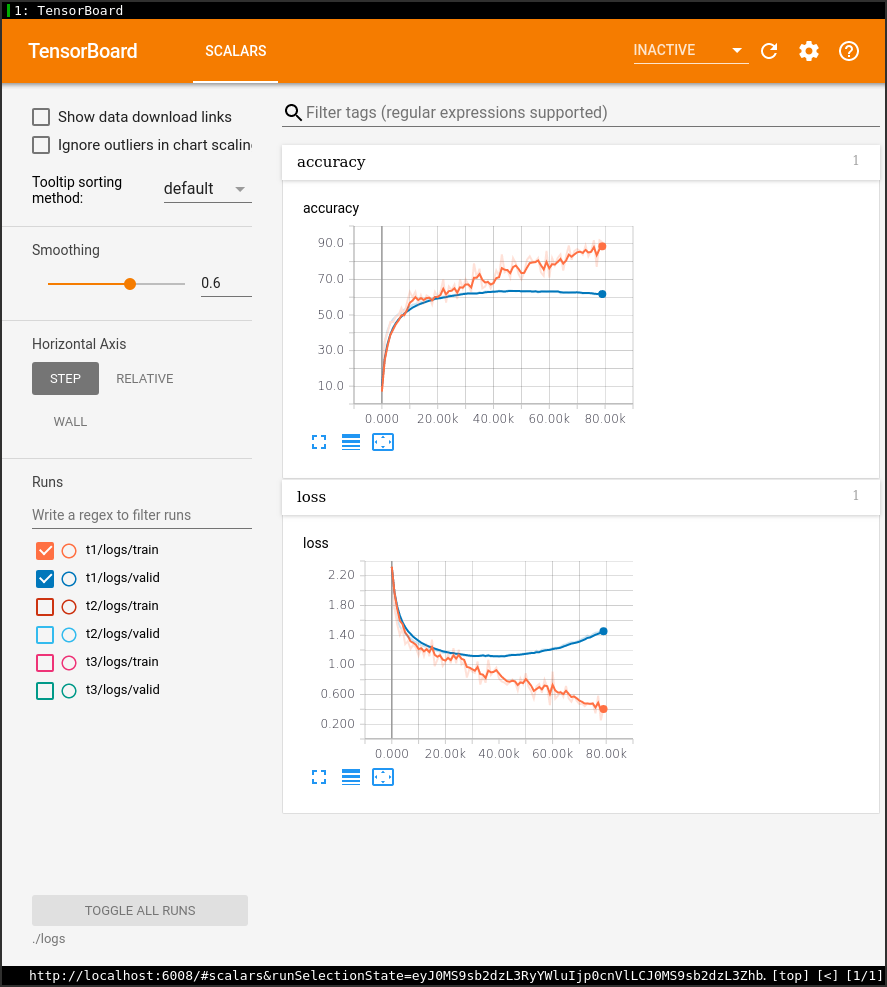 1: TensorBoard
TensorBoard
SCALARS
INACTIVE
Show data download links
Ignore outliers in chart scalin
Tooltip sorting
method:
default
Smoothing
0.6
Horizontal Axis
STEP
RELATIVE
WALL
Runs
Write a regex to filter runs
t1/logs/train
t1/logs/valid
t2/logs/train
t2/logs/valid
t3/logs/train
t3/logs/valid
TOGGLE ALL RUNS
./logs
Filter tags (regular expressions supported)
accuracy
1
accuracy
90.0
70.0
50.0
30.0
10.0
0.000 20.00k 40.00k 60.00k 80.00k
loss
1
loss
2.20
1.80
1.40
1.00
0.600
0.200
0.000 20.00k 40.00k 60.00k 80.00k
http://localhost:6008/#scalars&runSelectionState=eyJ0MS9sb2dzL3RyYWluIjp0cnVlLCJ0MS9sb2dzL3Zhb. [top] [<] [1/1]